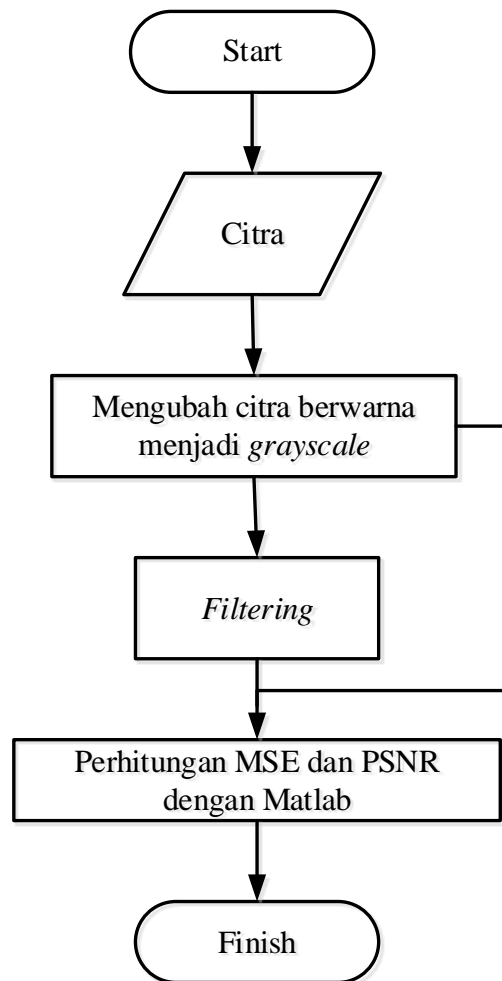 Start
Citra
Mengubah citra berwarna
menjadi grayscale
Filtering
Perhitungan MSE dan PSNR
dengan Matlab
Finish